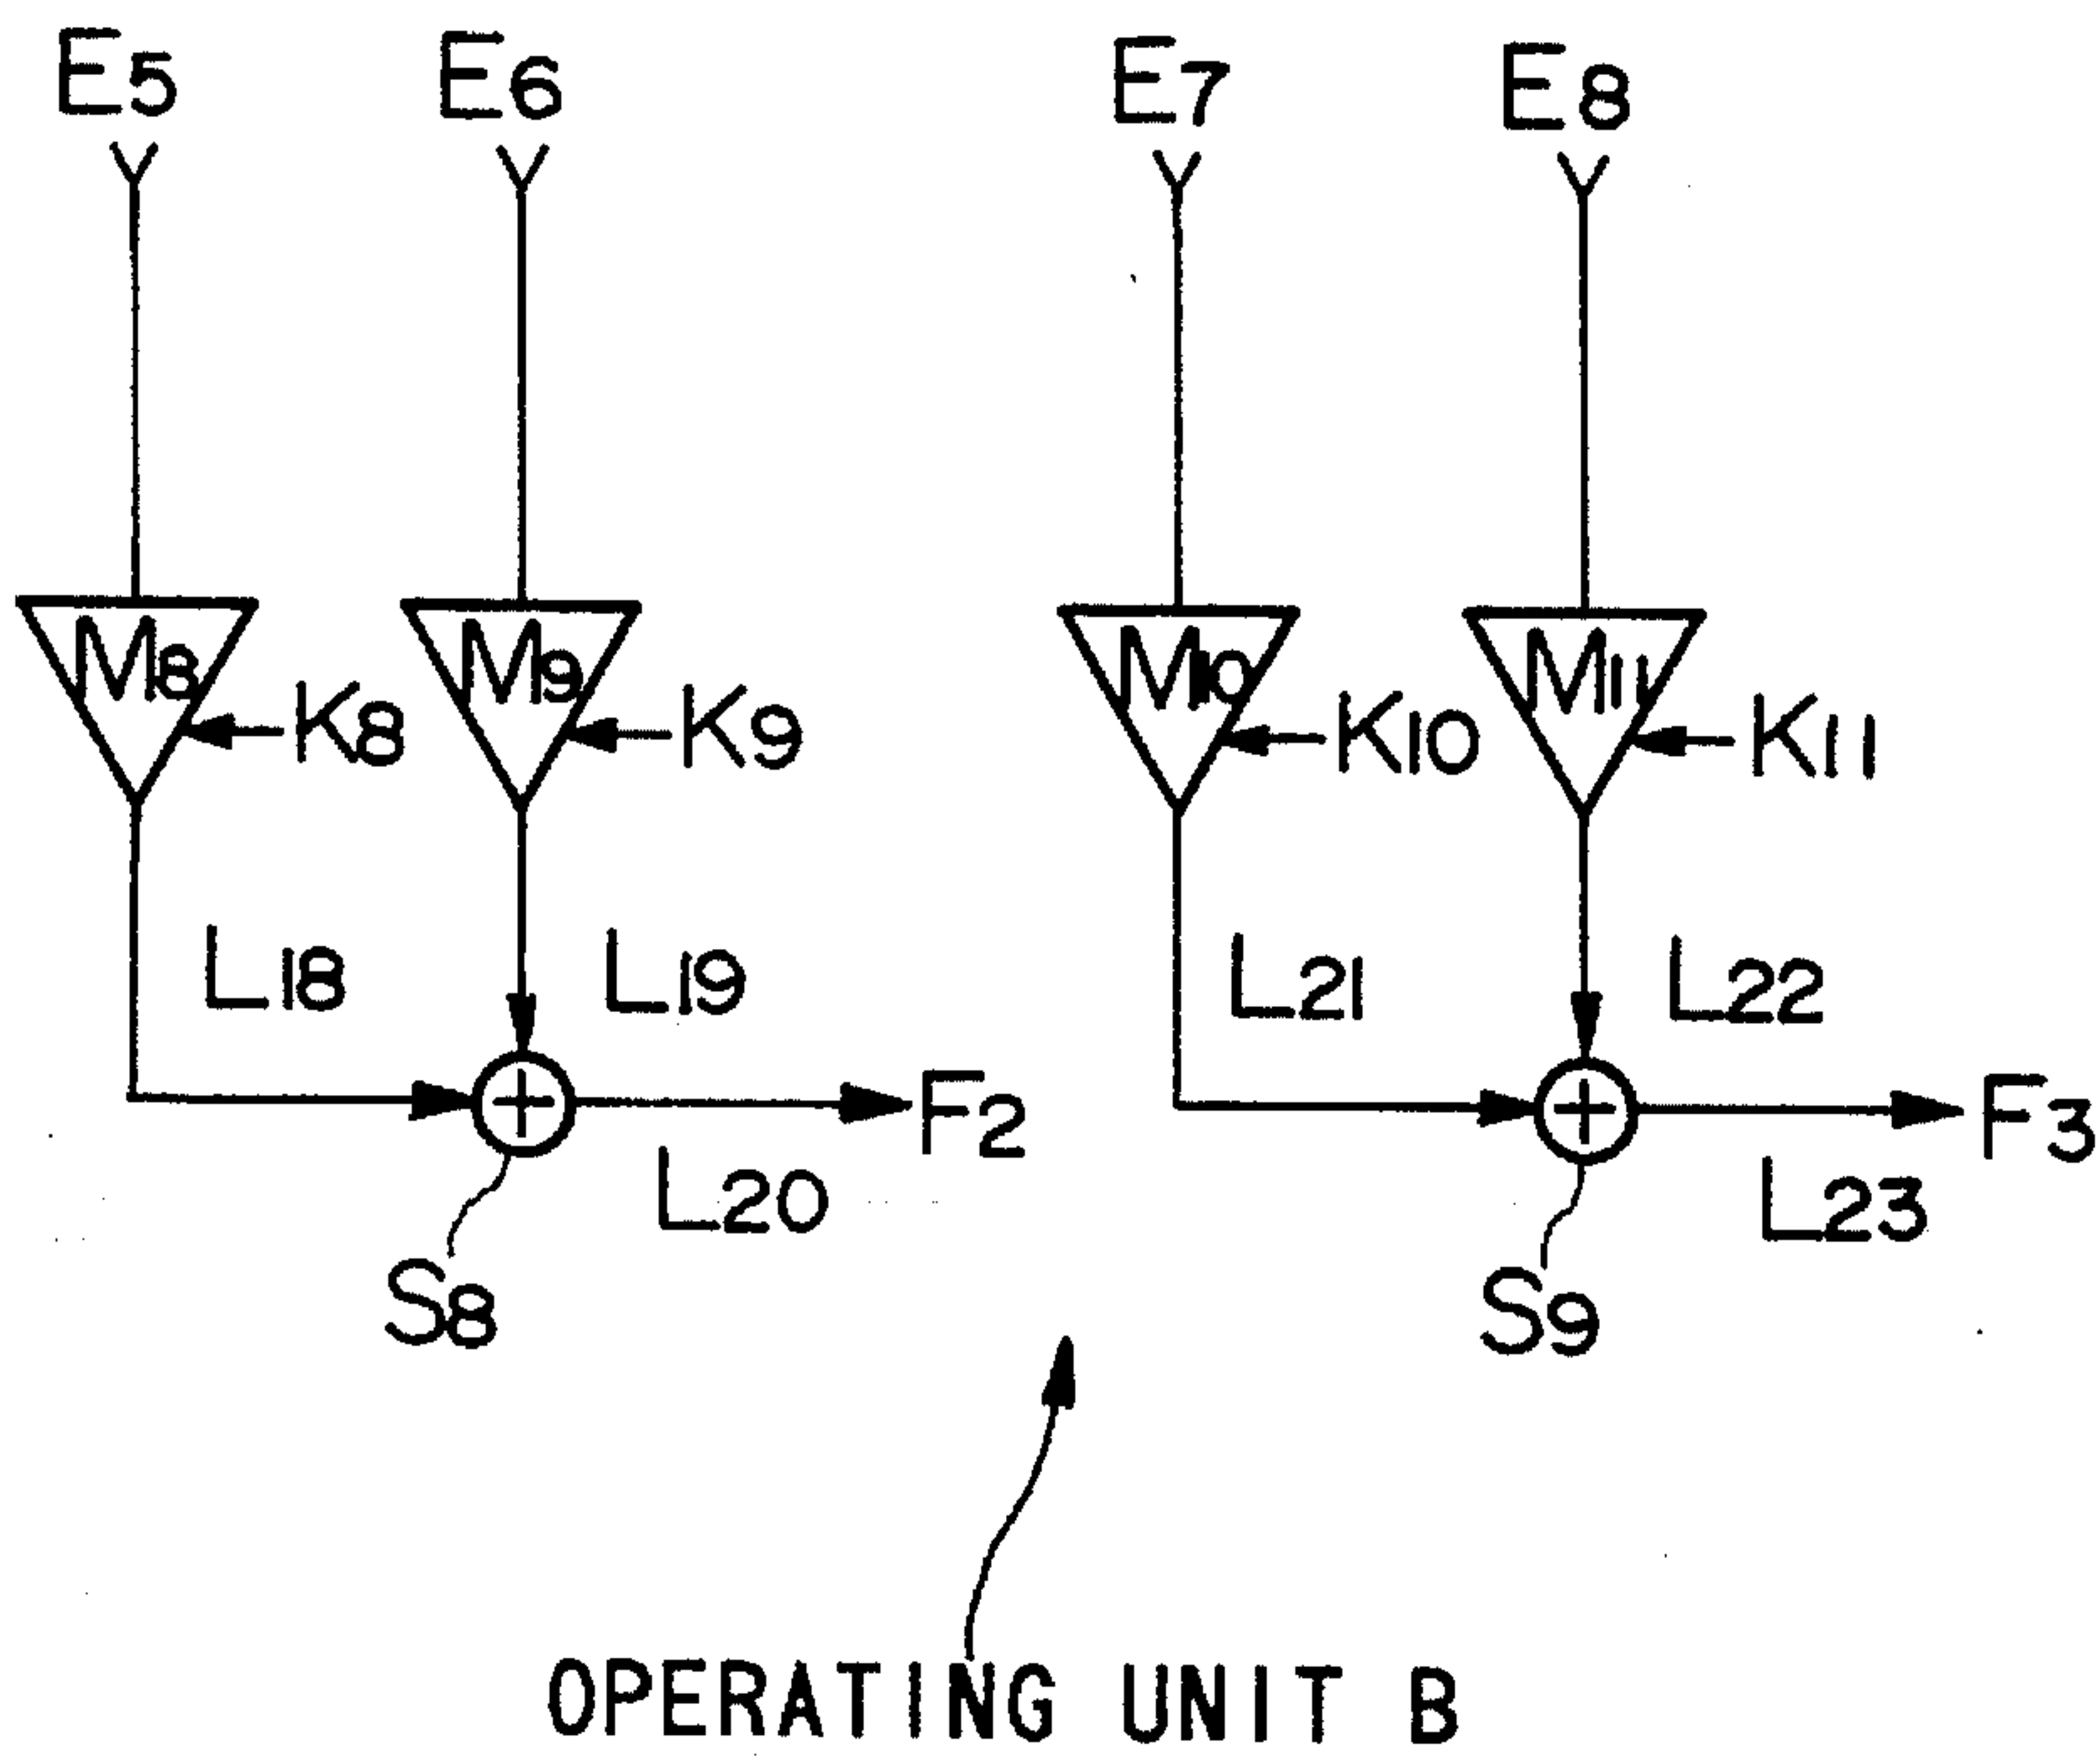 E5 E6 E7 E8
M8 M9 M10 M11
K8 K9 K10 K11
L18 L19 L21 L22
F2 F3
L20 L23
S8 S9
OPERATING UNIT B